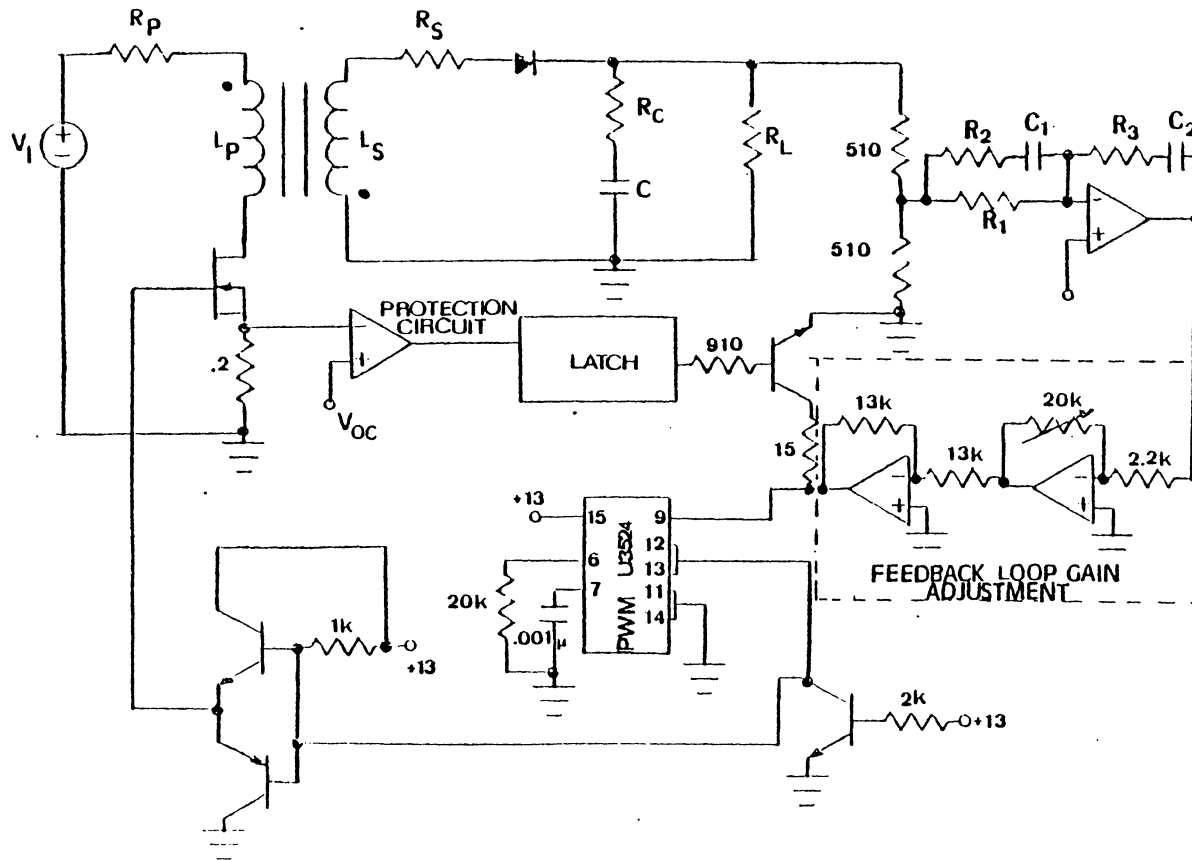 R_P
R_S
V_I
+
−
L_P
L_S
R_C
C
R_L
510
510
R_2
C_1
R_3
C_2
R_1
−
+
PROTECTION
CIRCUIT
−
+
V_OC
.2
LATCH
910
15
13k
−
+
13k
20k
−
+
2.2k
FEEDBACK LOOP GAIN
ADJUSTMENT
+13
15
9
6
12
7
13
11
14
PWM U3524
20k
.001µ
1k
+13
2k
+13